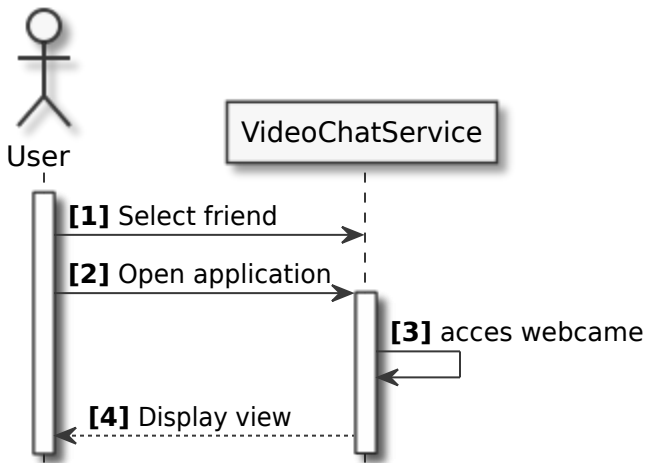 User
VideoChatService
[1] Select friend
[2] Open application
[3] acces webcame
[4] Display view